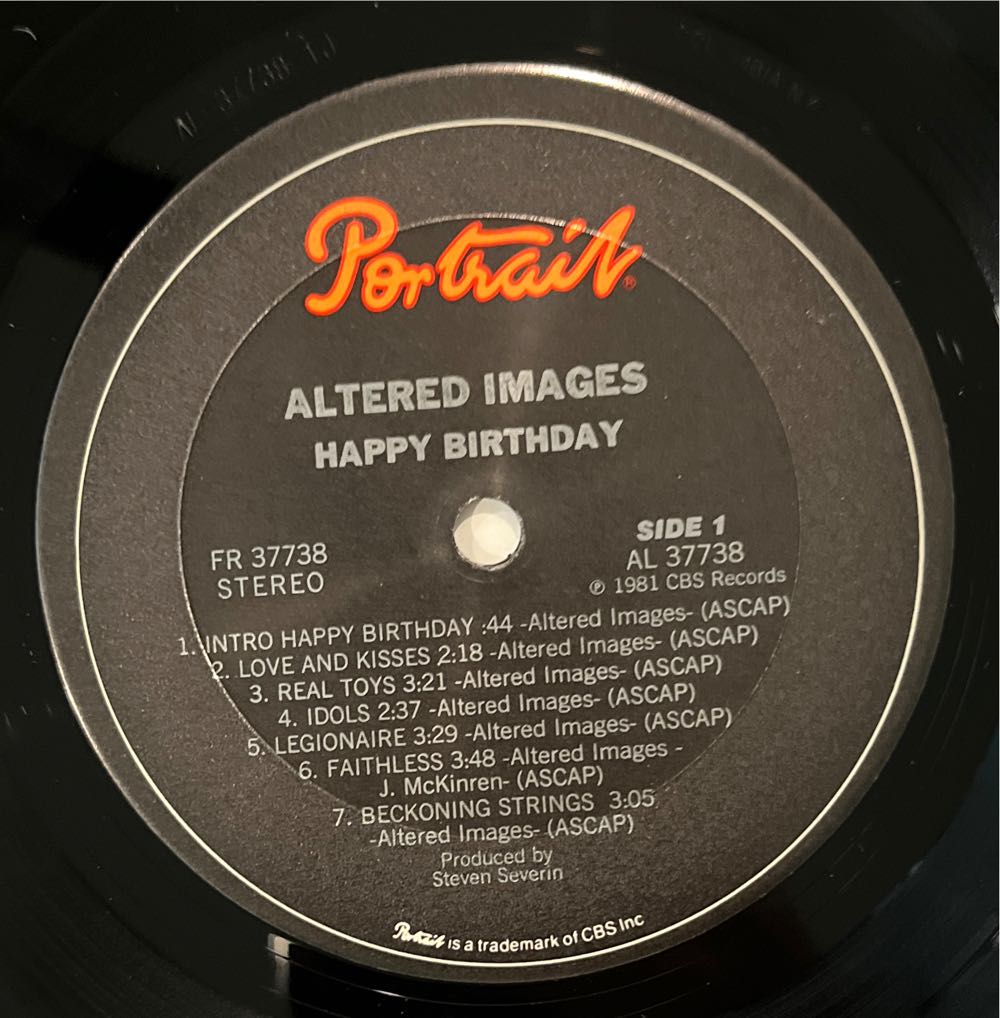 AL 37738 1J
Portrait®
ALTERED IMAGES
HAPPY BIRTHDAY
FR 37738
STEREO
SIDE 1
AL 37738
℗ 1981 CBS Records
1. INTRO HAPPY BIRTHDAY :44 -Altered Images- (ASCAP)
2. LOVE AND KISSES 2:18 -Altered Images- (ASCAP)
3. REAL TOYS 3:21 -Altered Images- (ASCAP)
4. IDOLS 2:37 -Altered Images- (ASCAP)
5. LEGIONAIRE 3:29 -Altered Images- (ASCAP)
6. FAITHLESS 3:48 -Altered Images -
J. McKinren- (ASCAP)
7. BECKONING STRINGS 3:05
-Altered Images- (ASCAP)
Produced by
Steven Severin
Portrait is a trademark of CBS Inc